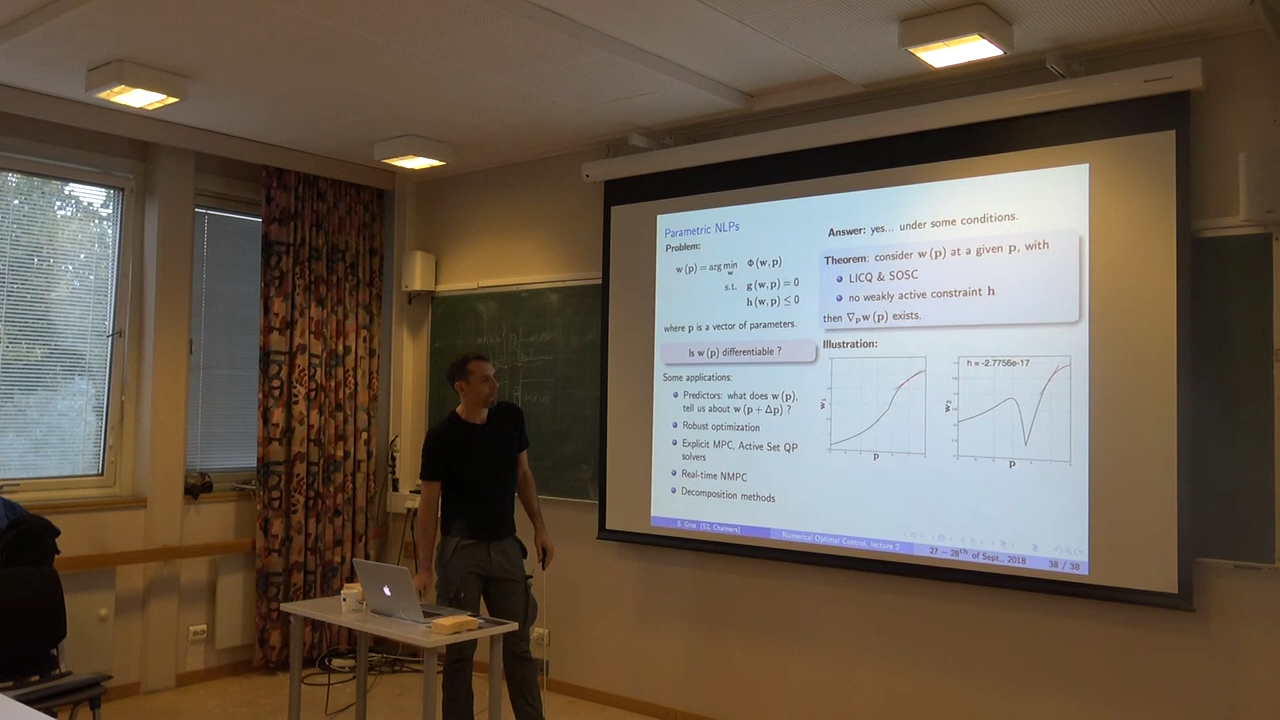 Parametric NLPs
Problem:
w (p) = arg min Φ (w, p)
w
s.t. g (w, p) = 0
h (w, p) ≤ 0
where p is a vector of parameters.
Is w (p) differentiable ?
Some applications:
Predictors: what does w (p),
tell us about w (p + Δp) ?
Robust optimization
Explicit MPC, Active Set QP
solvers
Real-time NMPC
Decomposition methods
Answer: yes... under some conditions.
Theorem: consider w (p) at a given p, with
LICQ & SOSC
no weakly active constraint h
then ∇ₚw (p) exists.
Illustration:
w₁
p
h = -2.7756e-17
w₂
p
S. Gros (S2, Chalmers)
Numerical Optimal Control, lecture 2
27 – 28th of Sept., 2018
38 / 38